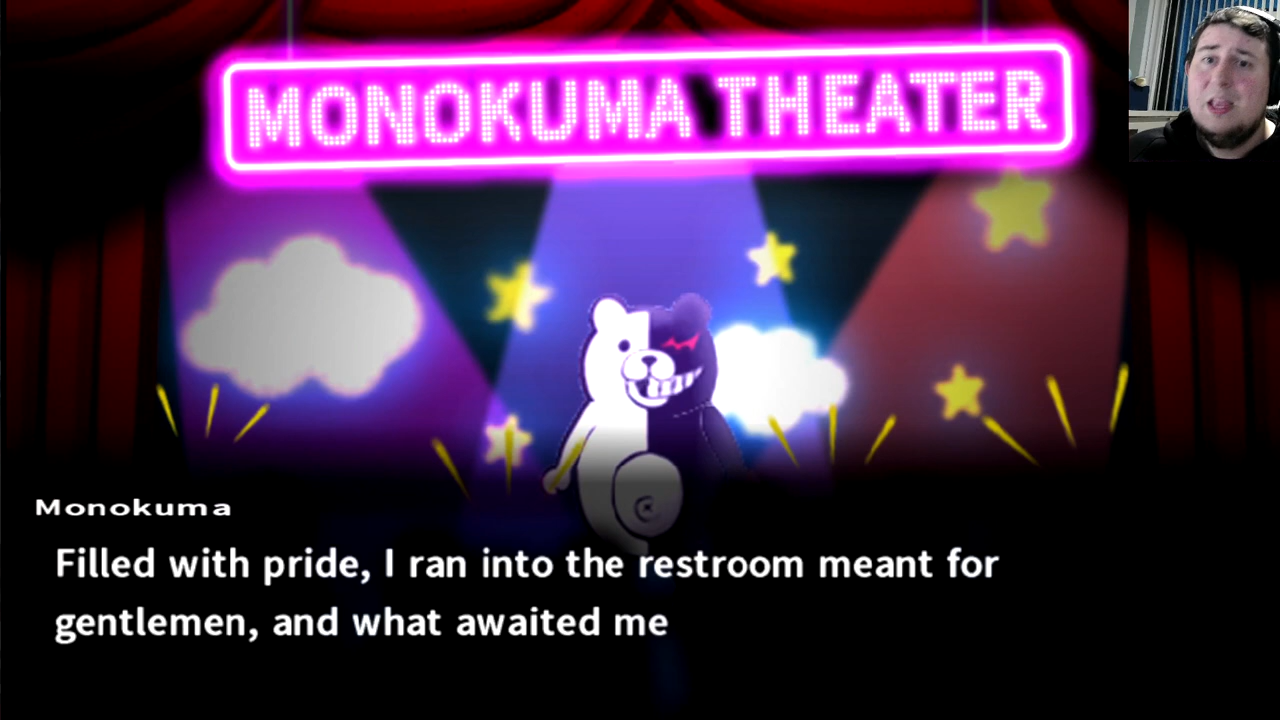 MONOKUMA THEATER
Monokuma
Filled with pride, I ran into the restroom meant for
gentlemen, and what awaited me